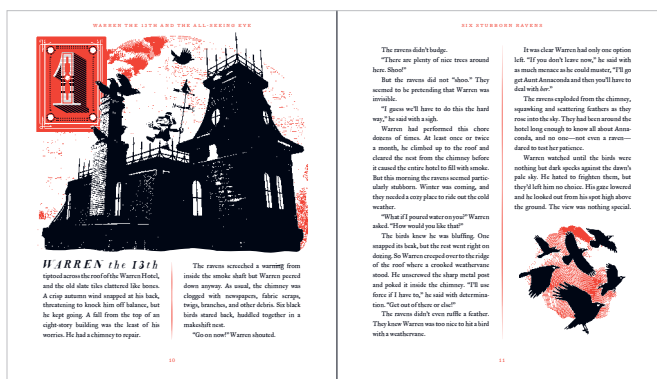 WARREN THE 13TH AND THE ALL-SEEING EYE
1
WARREN the 13th
tiptoed across the roof of the Warren Hotel,
and the old slate tiles clattered like bones.
A crisp autumn wind snapped at his back,
threatening to knock him off balance, but
he kept going. A fall from the top of an
eight-story building was the least of his
worries. He had a chimney to repair.
The ravens screeched a warning from
inside the smoke shaft but Warren peered
down anyway. As usual, the chimney was
clogged with newspapers, fabric scraps,
twigs, branches, and other debris. Six black
birds stared back, huddled together in a
makeshift nest.
"Go on now!" Warren shouted.
10
SIX STUBBORN RAVENS
The ravens didn't budge.
"There are plenty of nice trees around
here. Shoo!"
But the ravens did not "shoo." They
seemed to be pretending that Warren was
invisible.
"I guess we'll have to do this the hard
way," he said with a sigh.
Warren had performed this chore
dozens of times. At least once or twice
a month, he climbed up to the roof and
cleared the nest from the chimney before
it caused the entire hotel to fill with smoke.
But this morning the ravens seemed partic-
ularly stubborn. Winter was coming, and
they needed a cozy place to ride out the cold
weather.
"What if I poured water on you?" Warren
asked. "How would you like that?"
The birds knew he was bluffing. One
snapped its beak, but the rest went right on
dozing. So Warren creeped over to the ridge
of the roof where a crooked weathervane
stood. He unscrewed the sharp metal post
and poked it inside the chimney. "I'll use
force if I have to," he said with determina-
tion. "Get out of there or else!"
The ravens didn't even ruffle a feather.
They knew Warren was too nice to hit a bird
with a weathervane.
It was clear Warren had only one option
left. "If you don't leave now," he said with
as much menace as he could muster, "I'll go
get Aunt Annaconda and then you'll have to
deal with her."
The ravens exploded from the chimney,
squawking and scattering feathers as they
rose into the sky. They had been around the
hotel long enough to know all about Anna-
conda, and no one—not even a raven—
dared to test her patience.
Warren watched until the birds were
nothing but dark specks against the dawn's
pale sky. He hated to frighten them, but
they'd left him no choice. His gaze lowered
and he looked out from his spot high above
the ground. The view was nothing special.
11